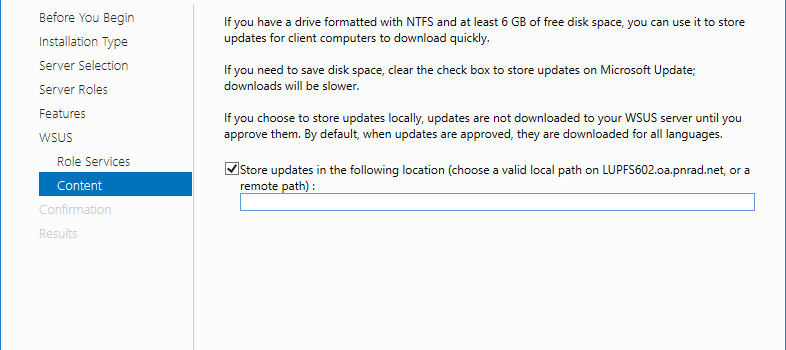 Before You Begin
Installation Type
Server Selection
Server Roles
Features
WSUS
Role Services
Content
Confirmation
Results
If you have a drive formatted with NTFS and at least 6 GB of free disk space, you can use it to store
updates for client computers to download quickly.
If you need to save disk space, clear the check box to store updates on Microsoft Update;
downloads will be slower.
If you choose to store updates locally, updates are not downloaded to your WSUS server until you
approve them. By default, when updates are approved, they are downloaded for all languages.
Store updates in the following location (choose a valid local path on LUPFS602.oa.pnrad.net, or a
remote path) :